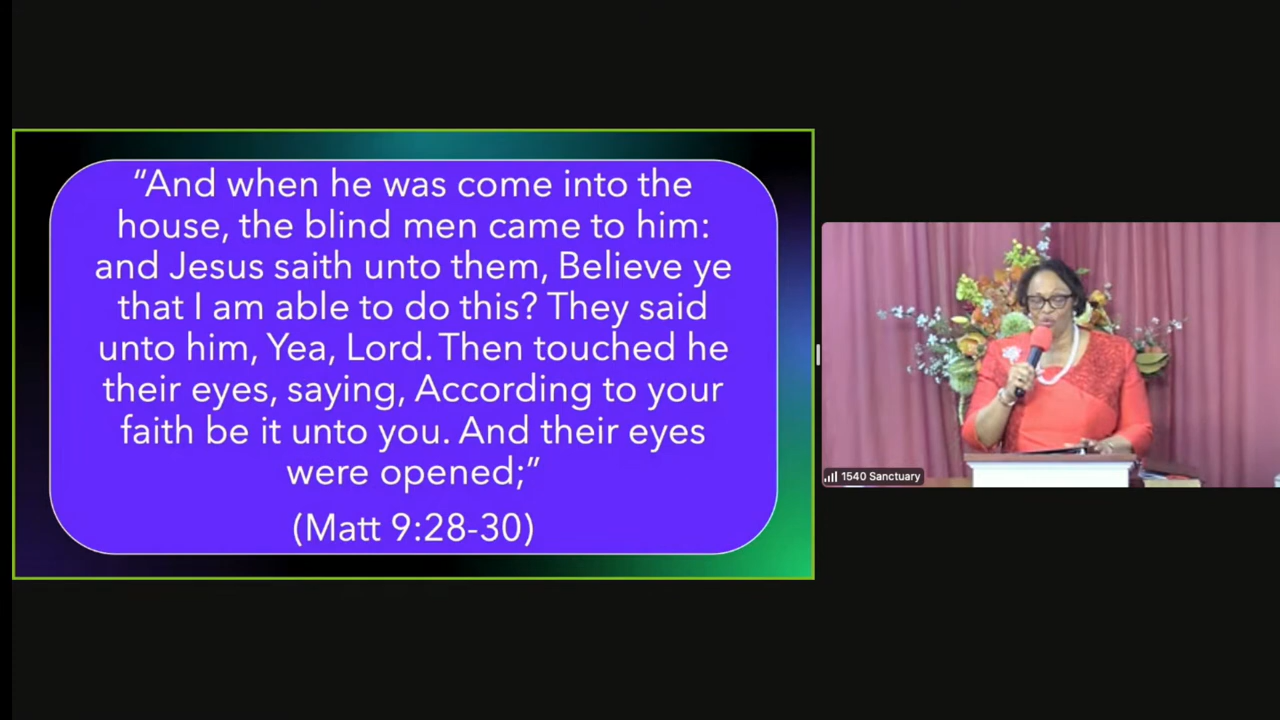 “And when he was come into the
house, the blind men came to him:
and Jesus saith unto them, Believe ye
that I am able to do this? They said
unto him, Yea, Lord. Then touched he
their eyes, saying, According to your
faith be it unto you. And their eyes
were opened;”
(Matt 9:28-30)
1540 Sanctuary